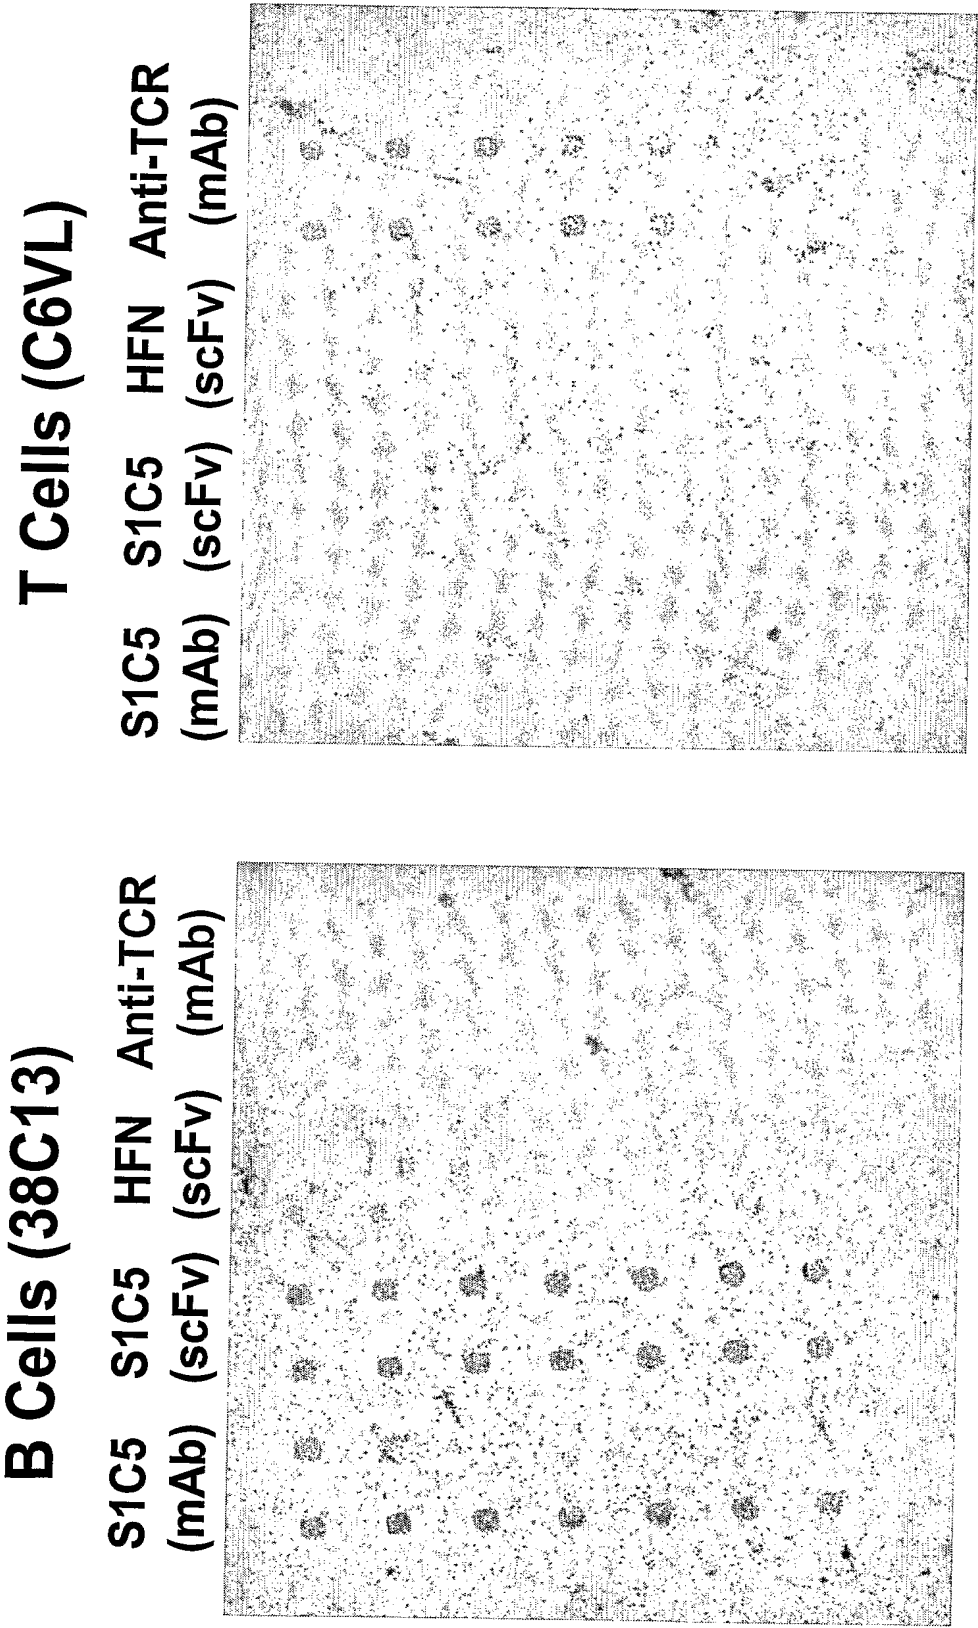 B Cells (38C13)
S1C5 S1C5 HFN Anti-TCR
(mAb) (scFv) (scFv) (mAb)
T Cells (C6VL)
S1C5 S1C5 HFN Anti-TCR
(mAb) (scFv) (scFv) (mAb)